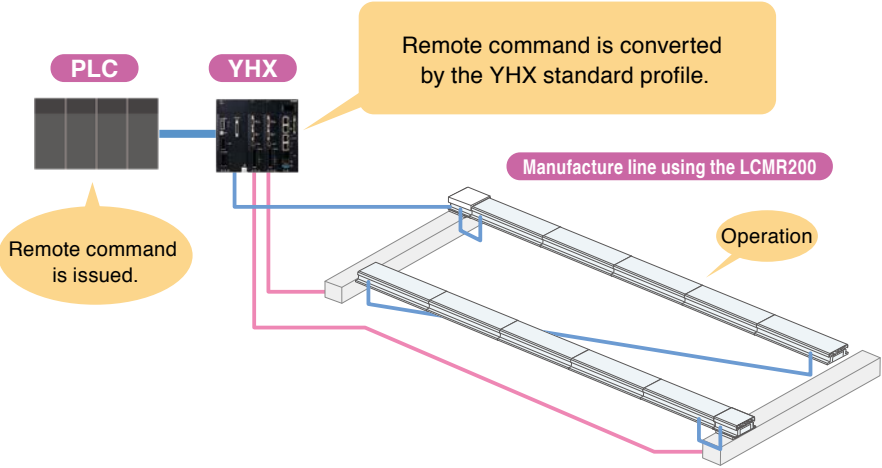 Remote command is converted
by the YHX standard profile.
PLC
YHX
Manufacture line using the LCMR200
Remote command
is issued.
Operation